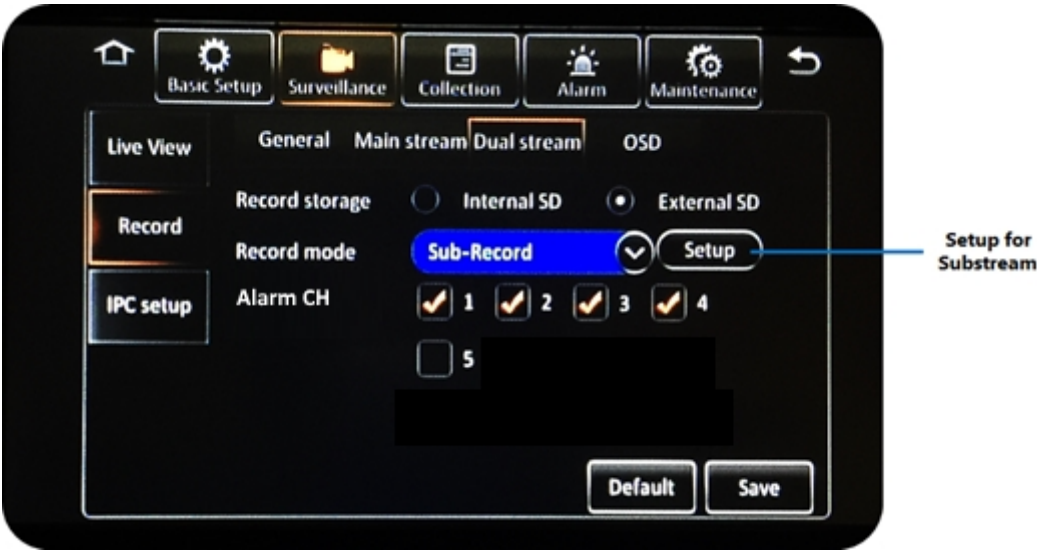 Basic Setup Surveillance Collection Alarm Maintenance
Live View General Main stream Dual stream OSD
Record storage Internal SD External SD
Record
Record mode Sub-Record Setup
Setup for
Substream
IPC setup Alarm CH 1 2 3 4
5
Default Save